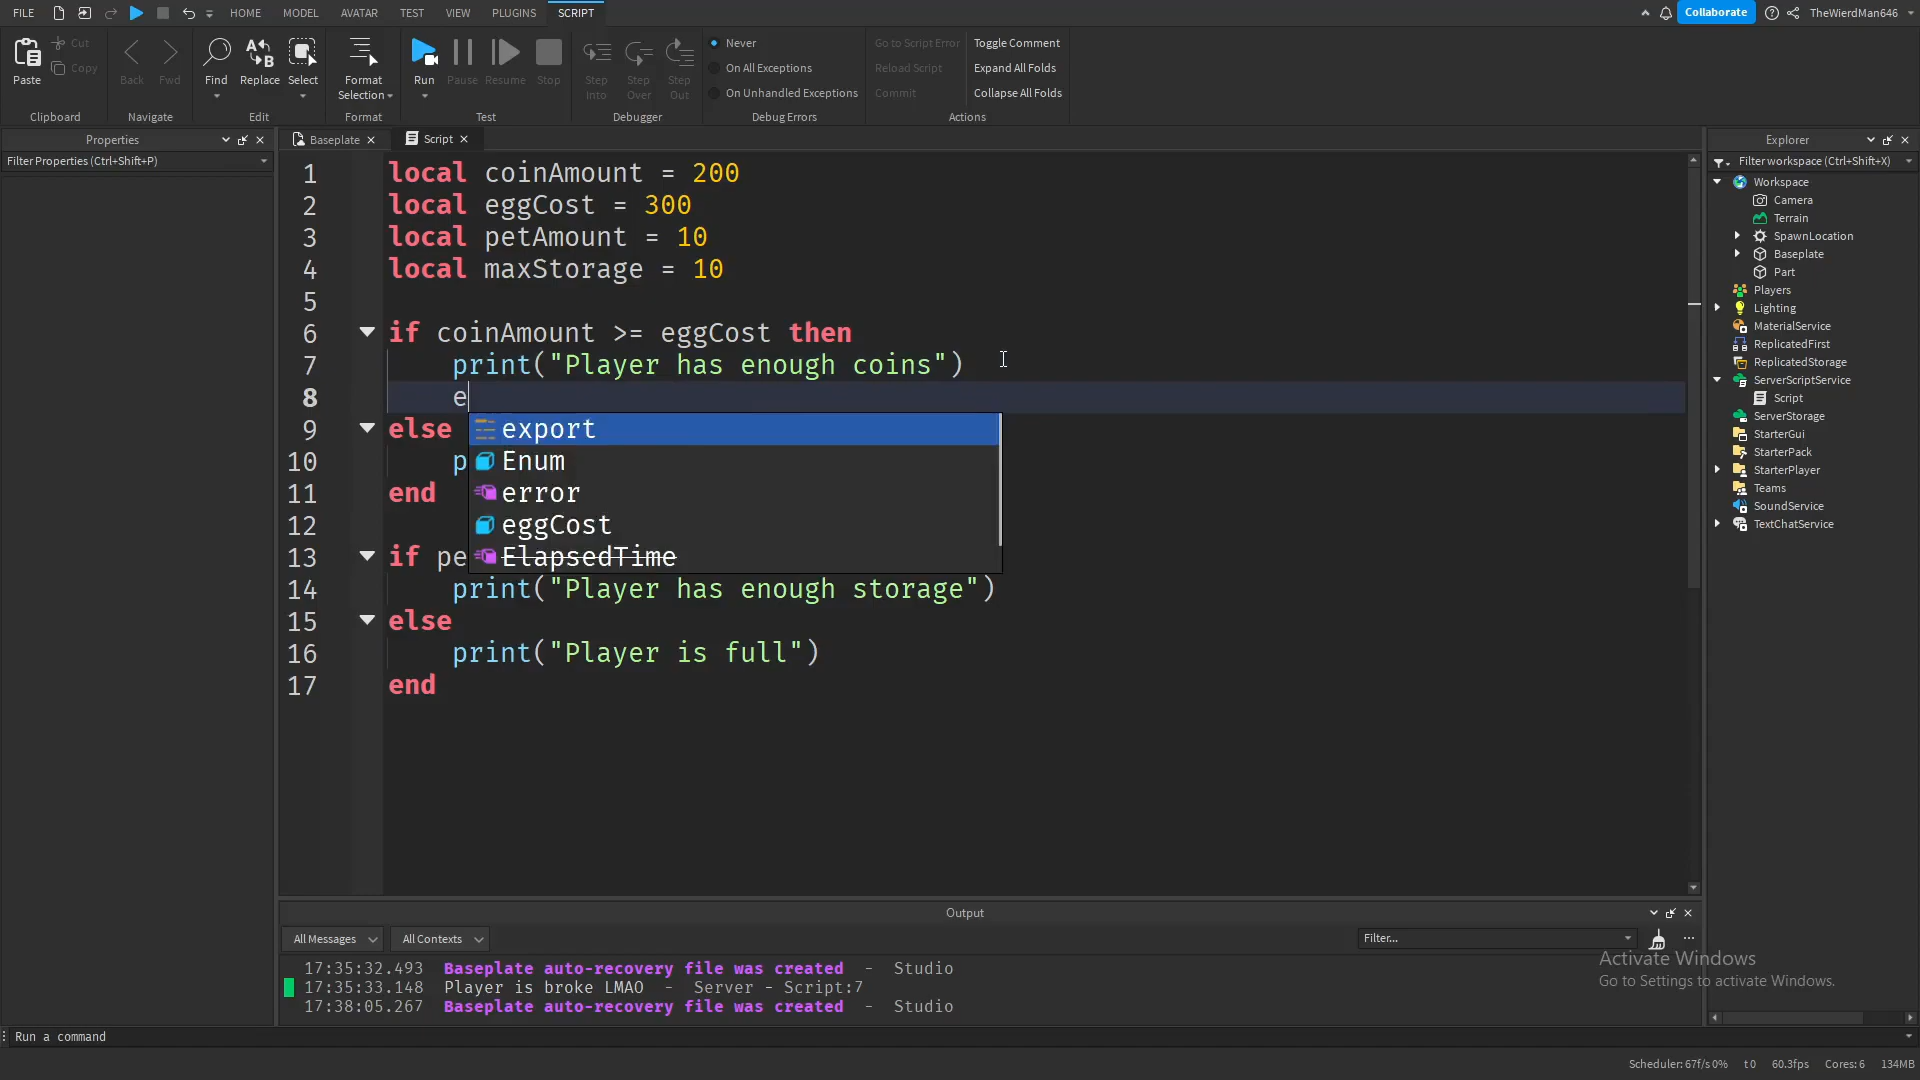 FILE HOME MODEL AVATAR TEST VIEW PLUGINS SCRIPT Collaborate TheWierdMan646
Paste Cut Copy Back Fwd Find Replace Select Format Selection Run Pause Resume Stop Step Into Step Over Step Out
Never Go to Script Error Toggle Comment
On All Exceptions Reload Script Expand All Folds
On Unhandled Exceptions Commit Collapse All Folds
Clipboard Navigate Edit Format Test Debugger Debug Errors Actions
Properties
Filter Properties (Ctrl+Shift+P)
Baseplate Script
1 local coinAmount = 200
2 local eggCost = 300
3 local petAmount = 10
4 local maxStorage = 10
5
6 if coinAmount >= eggCost then
7 print("Player has enough coins")
8 e
9 else export
10 p Enum
11 end error
12 eggCost
13 if pe ElapsedTime
14 print("Player has enough storage")
15 else
16 print("Player is full")
17 end
Explorer
Filter workspace (Ctrl+Shift+X)
Workspace
Camera
Terrain
SpawnLocation
Baseplate
Part
Players
Lighting
MaterialService
ReplicatedFirst
ReplicatedStorage
ServerScriptService
Script
ServerStorage
StarterGui
StarterPack
StarterPlayer
Teams
SoundService
TextChatService
Output
All Messages All Contexts Filter...
17:35:32.493 Baseplate auto-recovery file was created - Studio
17:35:33.148 Player is broke LMAO - Server - Script:7
17:38:05.267 Baseplate auto-recovery file was created - Studio
Activate Windows
Go to Settings to activate Windows.
Run a command
Scheduler: 67f/s 0% t 0 60.3fps Cores: 6 134MB